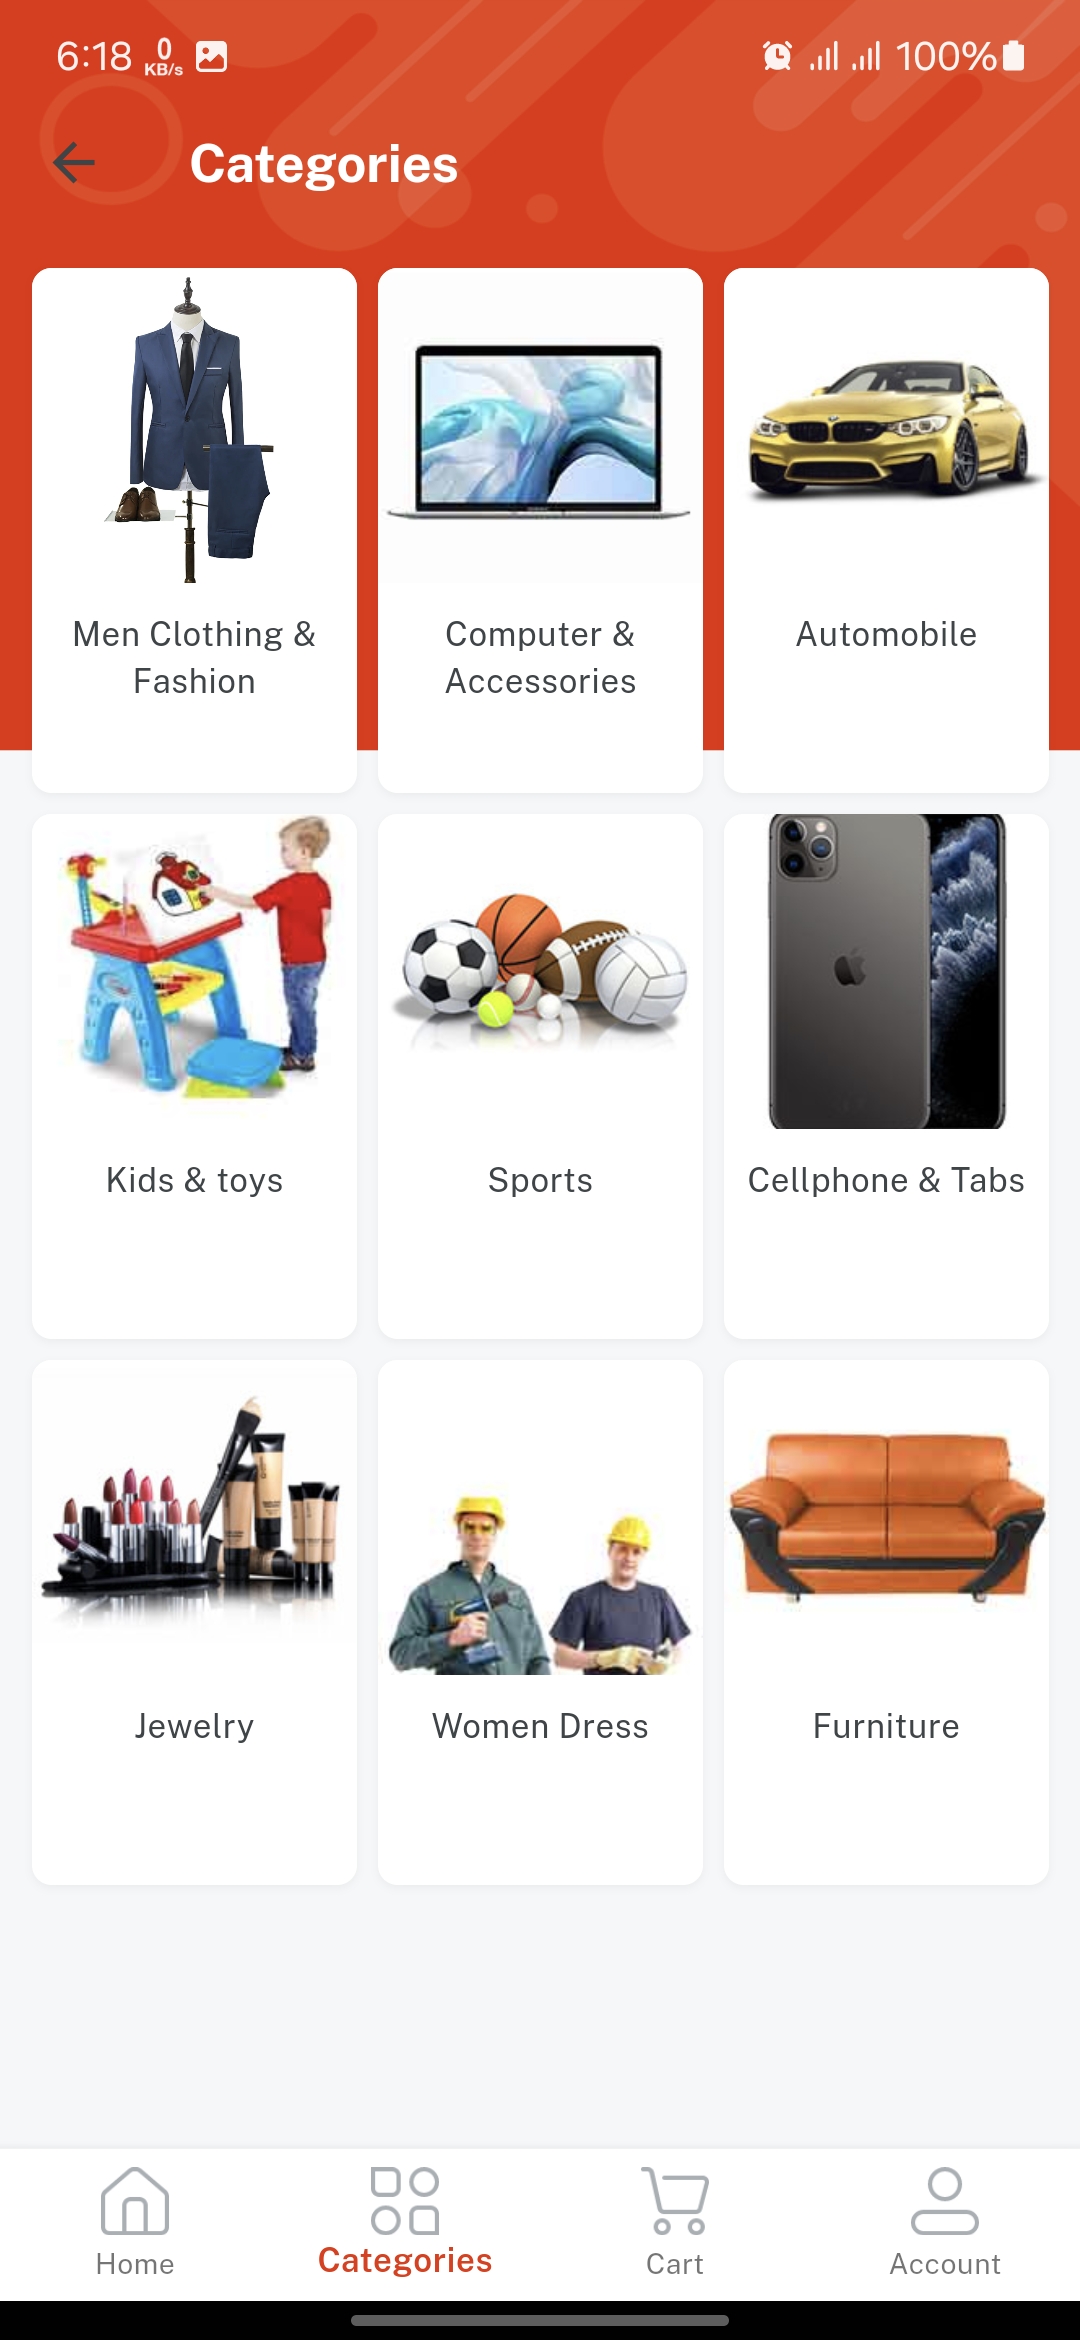 6:18 0 KB/s 100%
Categories
Men Clothing &
Fashion
Computer &
Accessories
Automobile
Kids & toys
Sports
Cellphone & Tabs
Jewelry
Women Dress
Furniture
Home
Categories
Cart
Account